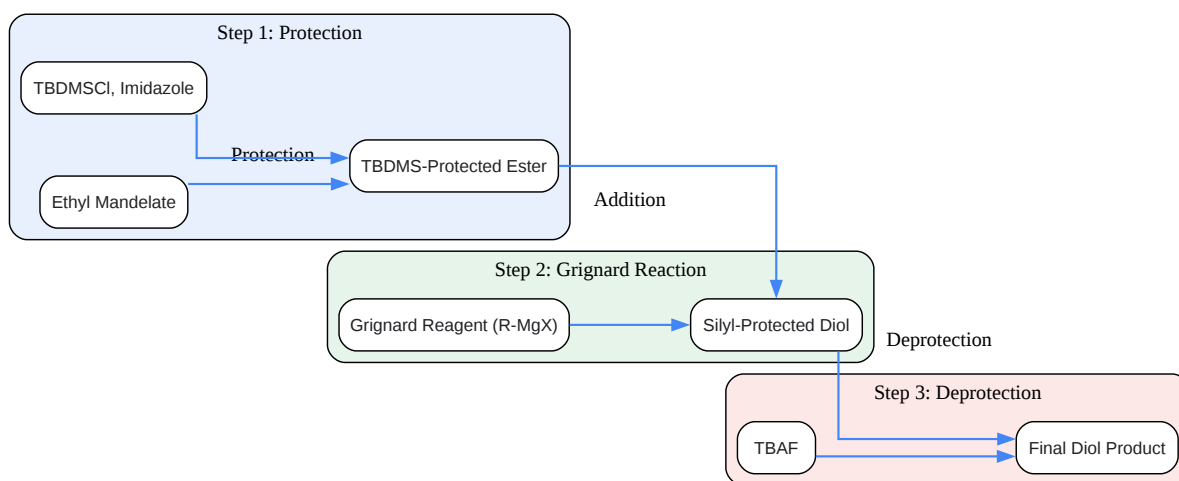 Step 1: Protection
TBDMSCl, Imidazole
Protection
TBDMS-Protected Ester
Ethyl Mandelate
Addition
Step 2: Grignard Reaction
Grignard Reagent (R-MgX)
Silyl-Protected Diol
Deprotection
Step 3: Deprotection
TBAF
Final Diol Product